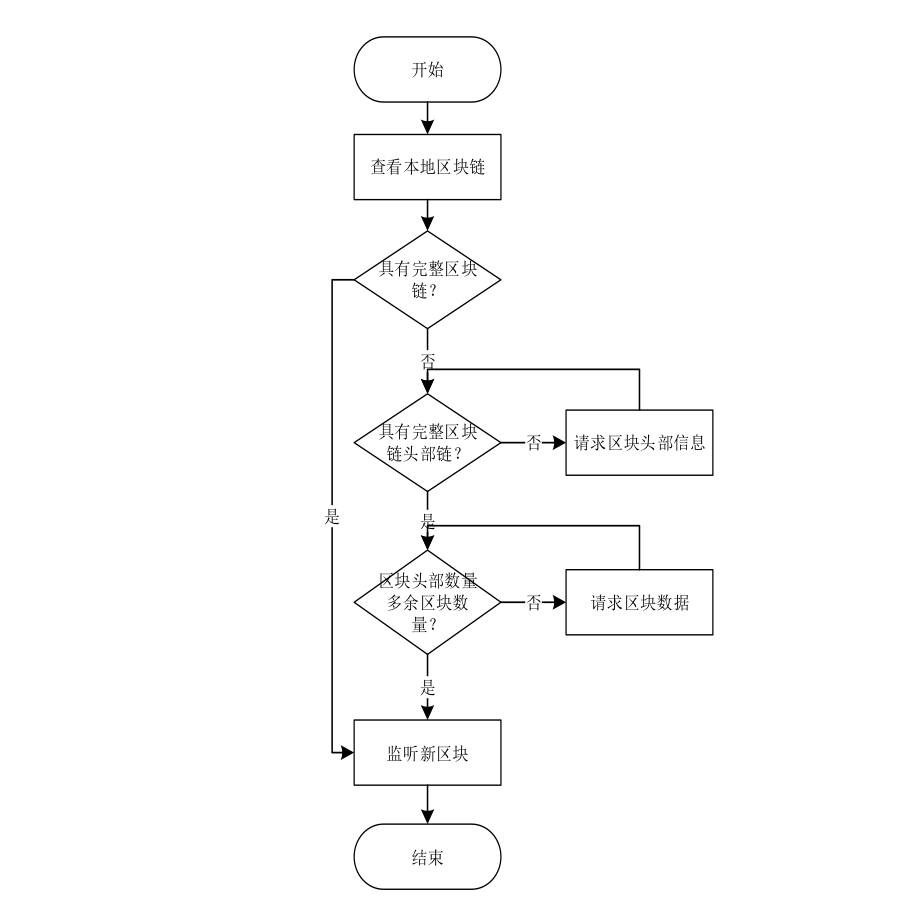 开始
查看本地区块链
具有完整区块
链？
否
具有完整区块
链头部链？
否
请求区块头部信息
是
是
区块头部数量
多余区块数
量？
否
请求区块数据
是
监听新区块
结束